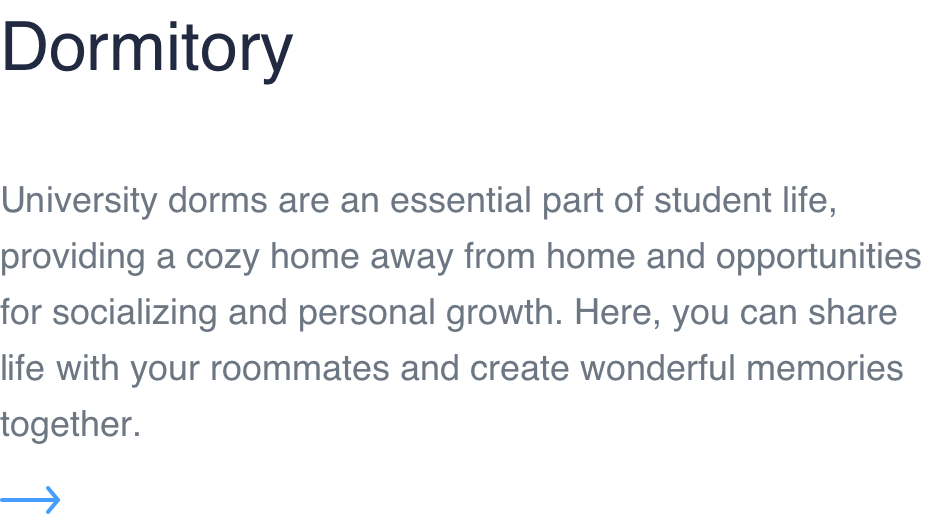 Dormitory
University dorms are an essential part of student life,
providing a cozy home away from home and opportunities
for socializing and personal growth. Here, you can share
life with your roommates and create wonderful memories
together.